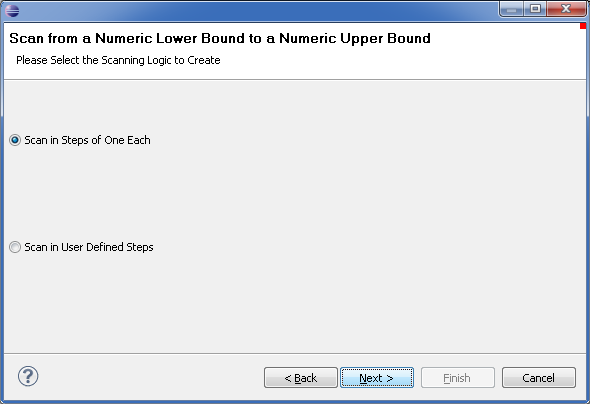 Scan from a Numeric Lower Bound to a Numeric Upper Bound
Please Select the Scanning Logic to Create
Scan in Steps of One Each
Scan in User Defined Steps
? < Back Next > Finish Cancel